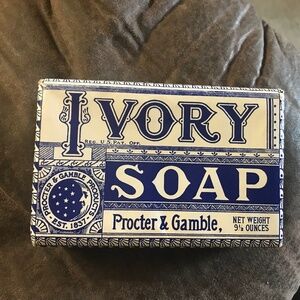 IVORY
REG. U.S. PAT. OFF.
SOAP
PROCTER & GAMBLE
EST. 1837
Procter & Gamble,
NET WEIGHT
9½ OUNCES